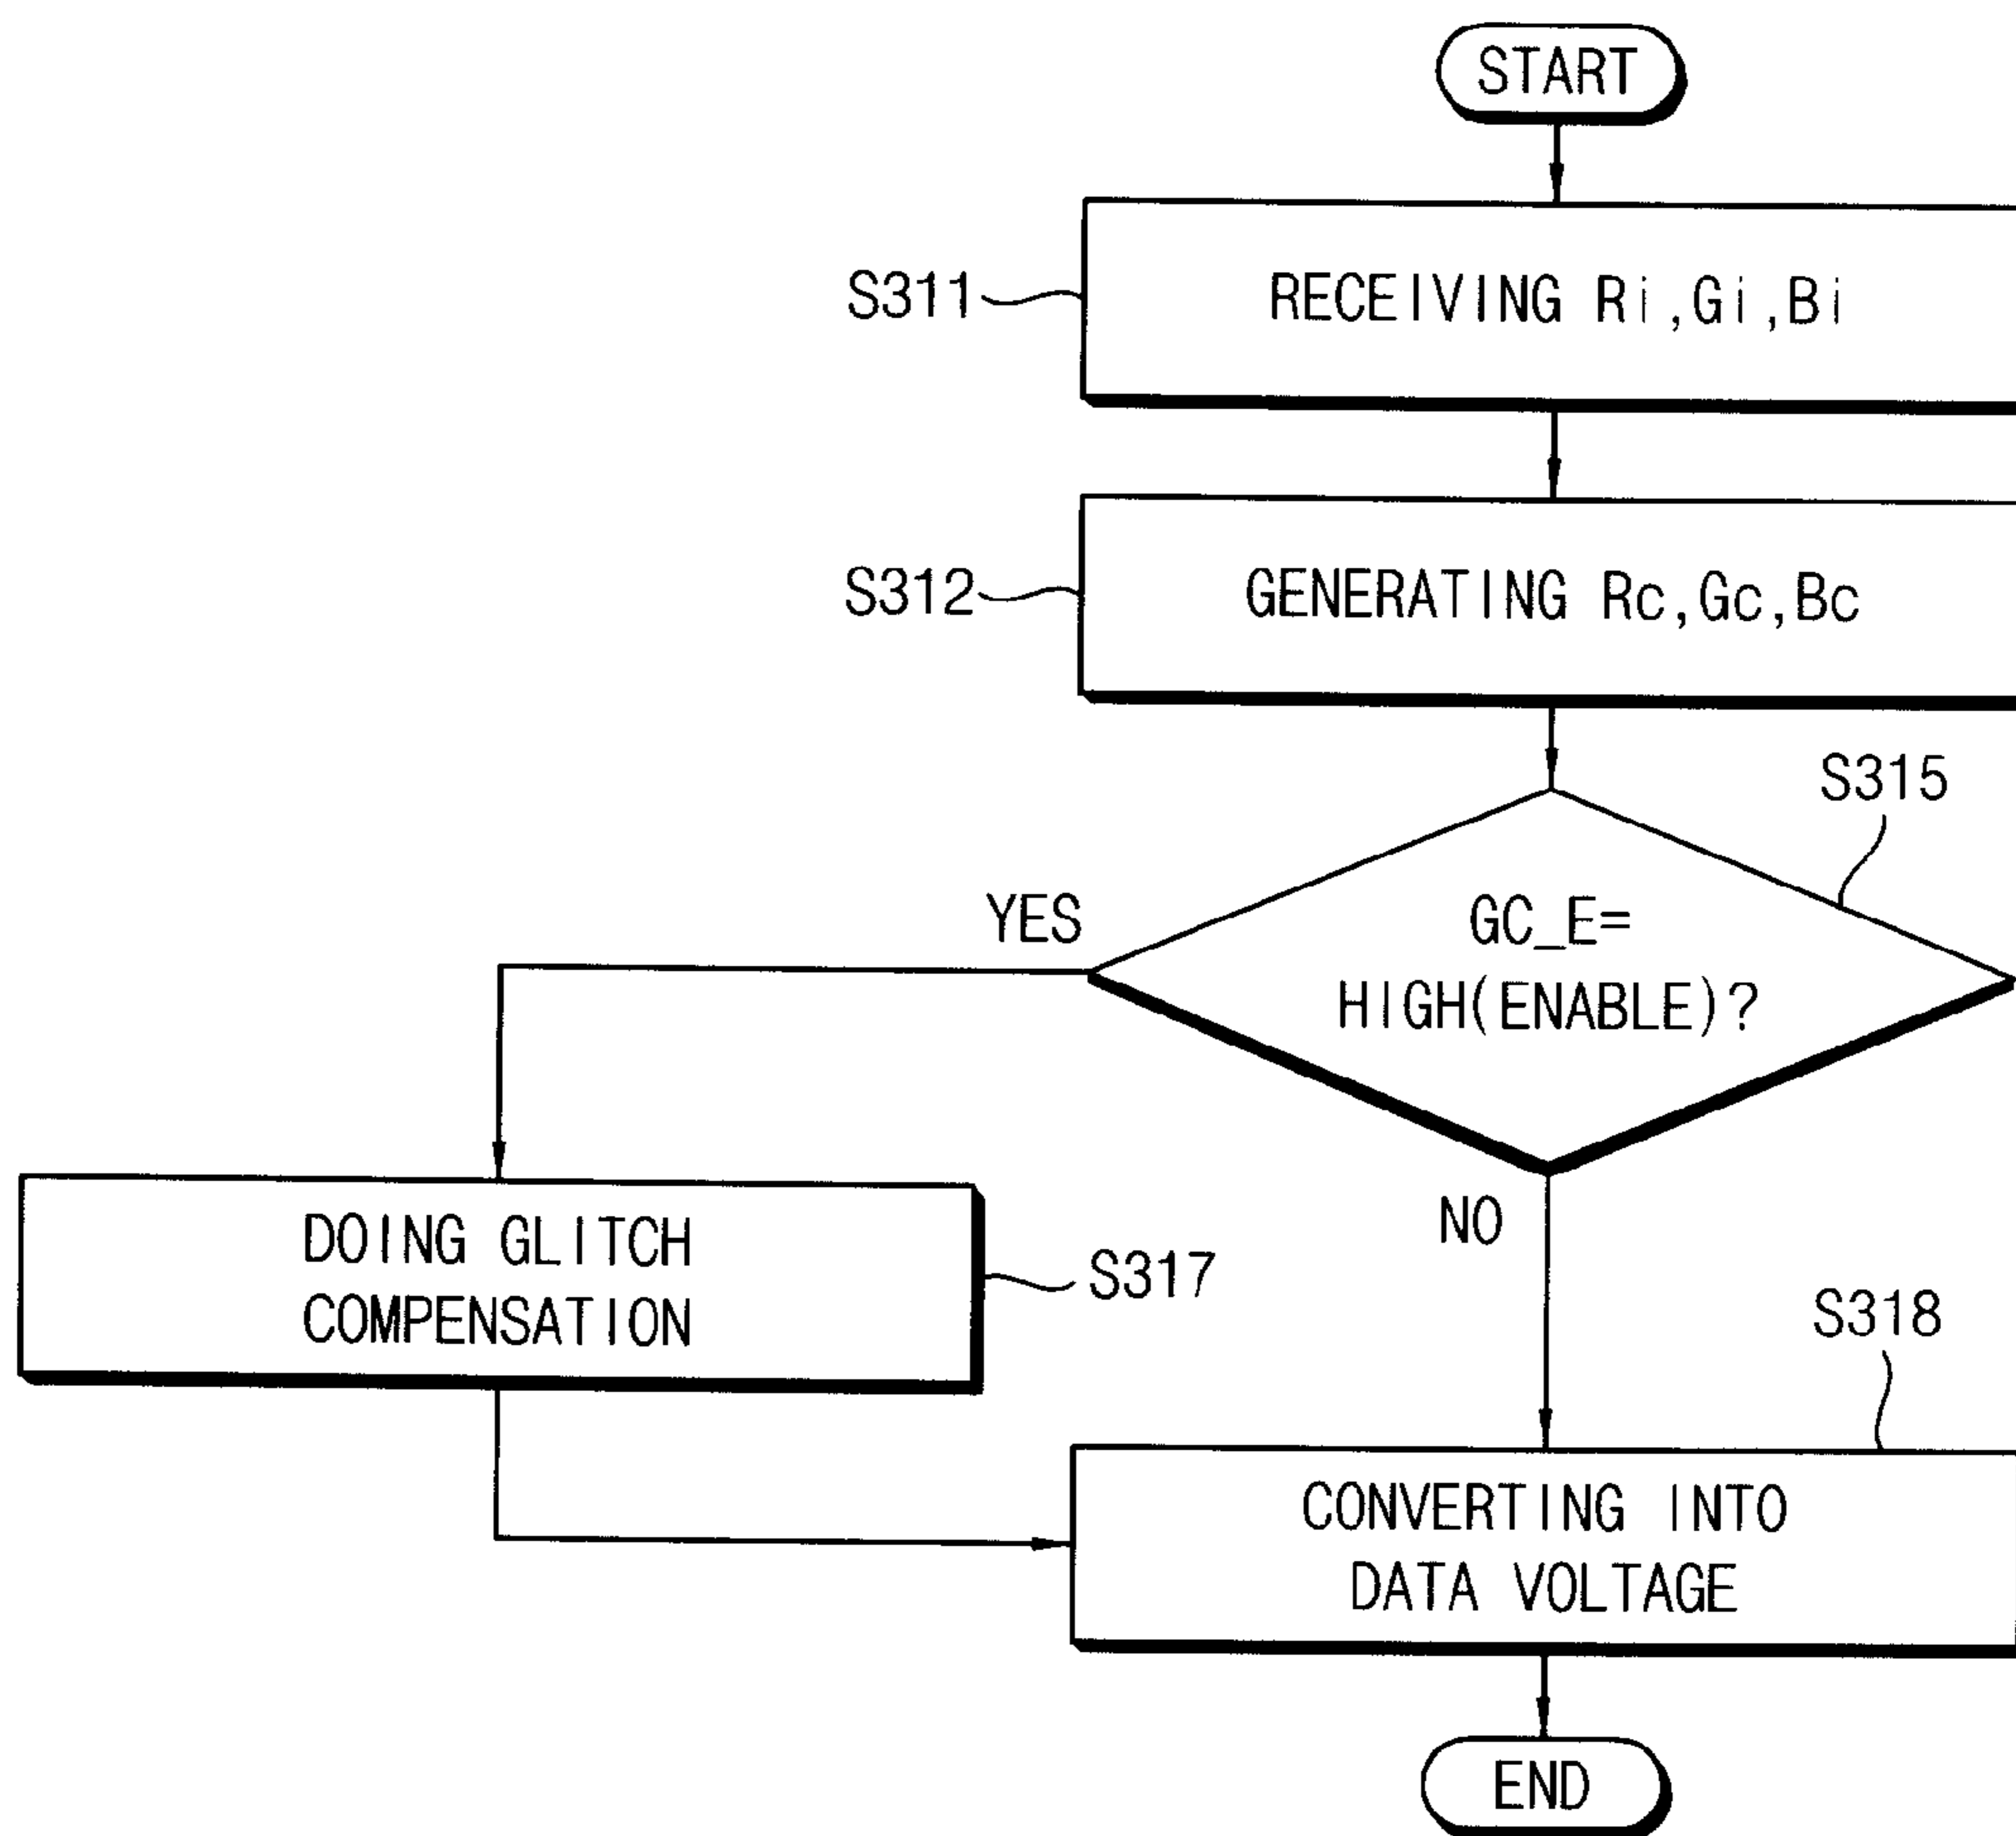 START
S311
RECEIVING Ri,Gi,Bi
S312
GENERATING Rc,Gc,Bc
S315
YES
GC_E=
HIGH(ENABLE)?
NO
DOING GLITCH
COMPENSATION
S317
S318
CONVERTING INTO
DATA VOLTAGE
END